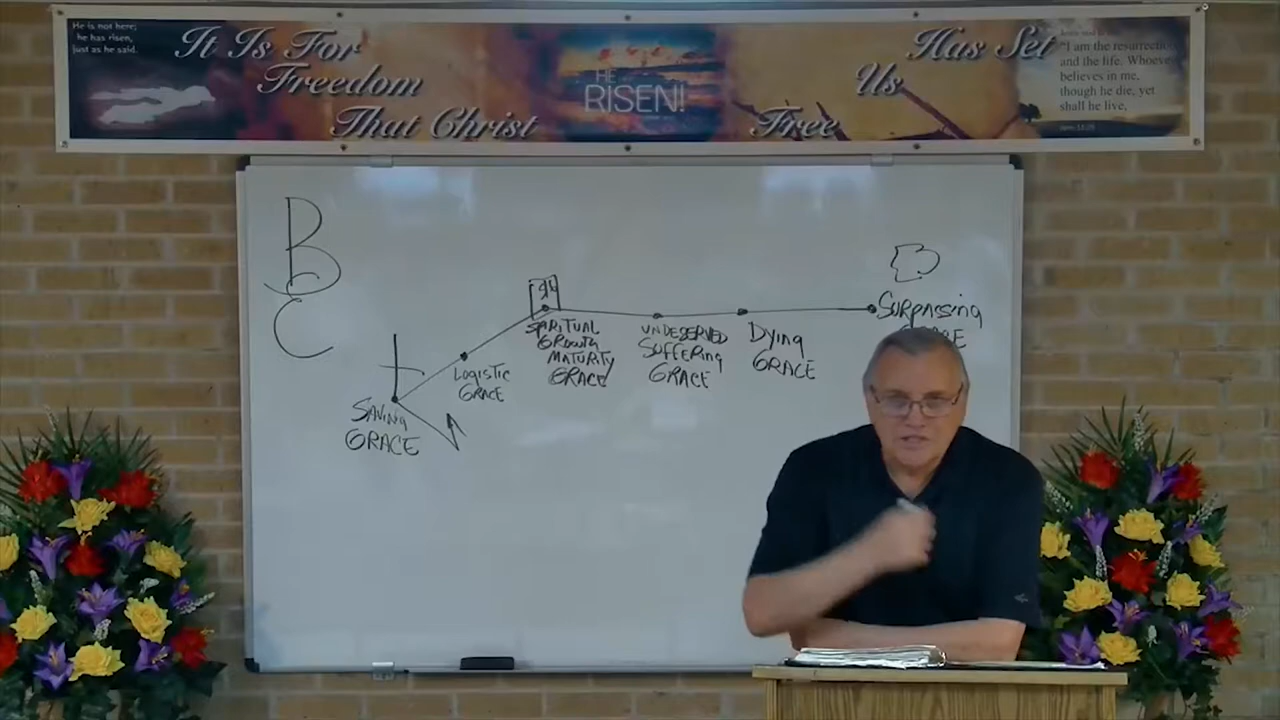 He is not here;
he has risen,
just as he said.
It Is For
Freedom
That Christ
HE IS
RISEN!
Has Set
Us
Free
"I am the resurrection
and the life. Whoever
believes in me,
though he die, yet
shall he live,
B
C
SAVING
GRACE
Logistic
GRACE
SPIRITUAL
GROWTH
MATURITY
GRACE
UNDESERVED
SUFFERING
GRACE
Dying
GRACE
SURPASSING